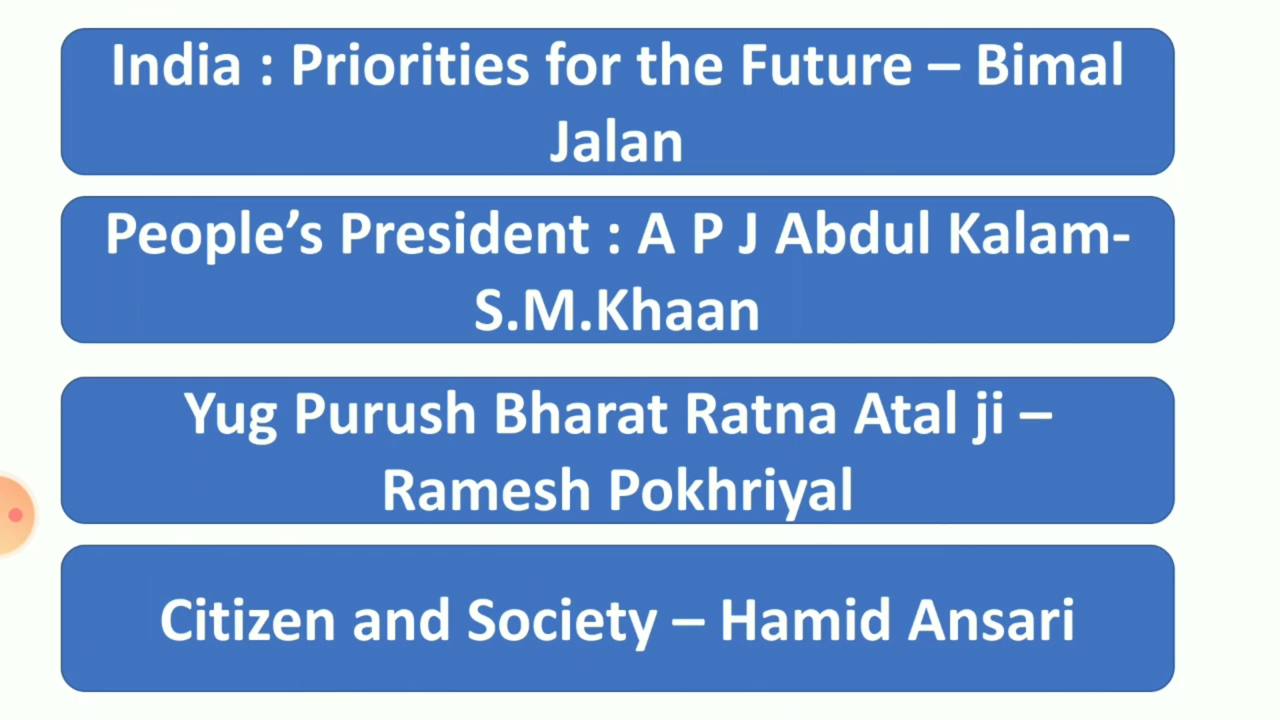 India : Priorities for the Future – Bimal
Jalan
People’s President : A P J Abdul Kalam-
S.M.Khaan
Yug Purush Bharat Ratna Atal ji –
Ramesh Pokhriyal
Citizen and Society – Hamid Ansari